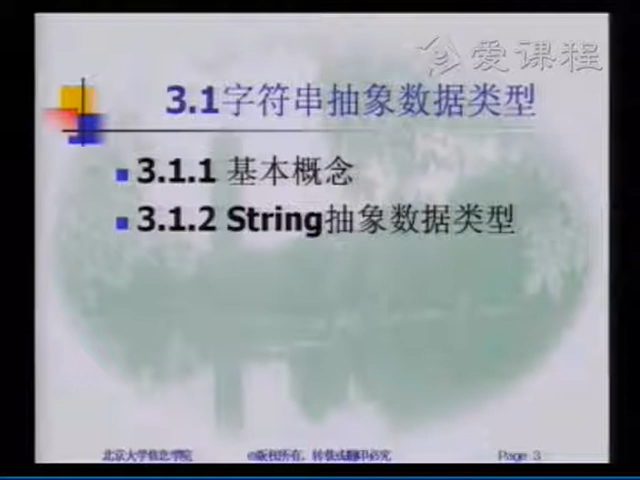 爱课程
3.1字符串抽象数据类型
3.1.1 基本概念
3.1.2 String抽象数据类型
北京大学信息学院 ©版权所有，转载或翻印必究 Page 3